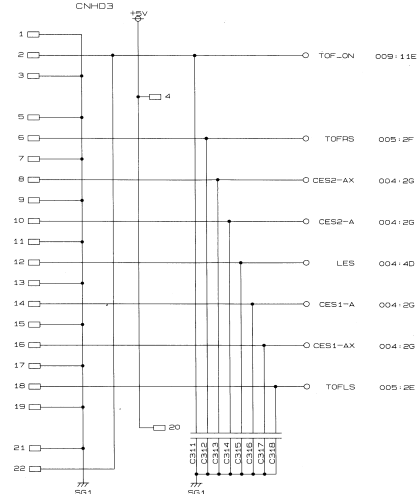 CNHD3
+5V
1
2 TOF_ON 009:11E
3
4
5
6 TOFRS 005:2F
7
8 CES2-AX 004:2G
9
10 CES2-A 004:2G
11
12 LES 004:4D
13
14 CES1-A 004:2G
15
16 CES1-AX 004:2G
17
18 TOFLS 005:2E
19
20
21
22
C311 C312 C313 C314 C315 C316 C317 C318
SG1 SG1